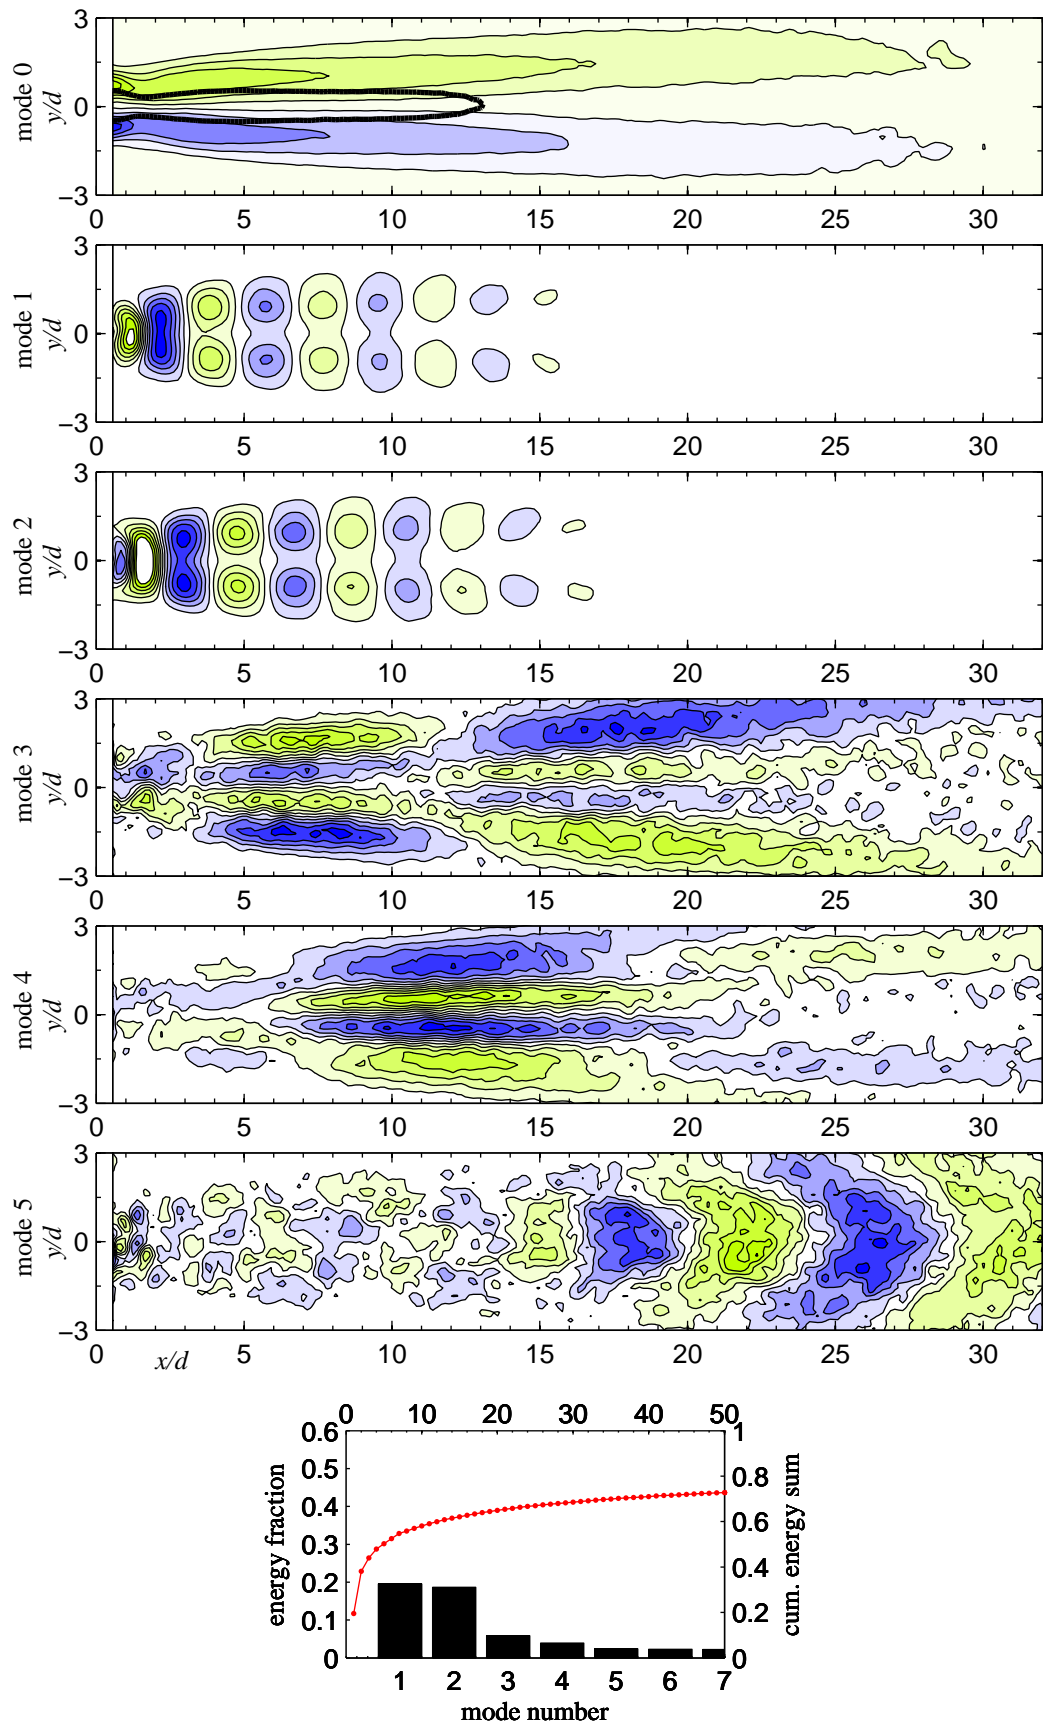 mode 0
y/d
3
0
−3
0 5 10 15 20 25 30
mode 1
y/d
3
0
−3
0 5 10 15 20 25 30
mode 2
y/d
3
0
−3
0 5 10 15 20 25 30
mode 3
y/d
3
0
−3
0 5 10 15 20 25 30
mode 4
y/d
3
0
−3
0 5 10 15 20 25 30
mode 5
y/d
3
0
−3
0 5 10 15 20 25 30
x/d
0 10 20 30 40 50
energy fraction
0.6
0.5
0.4
0.3
0.2
0.1
0
1
0.8
0.6
0.4
0.2
0
cum. energy sum
1 2 3 4 5 6 7
mode number